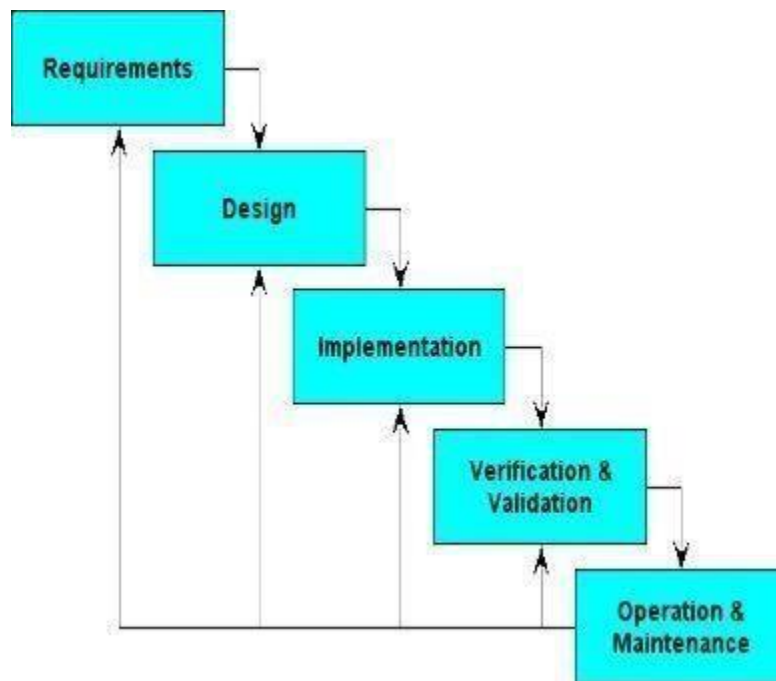 Requirements
Design
Implementation
Verification &
Validation
Operation &
Maintenance